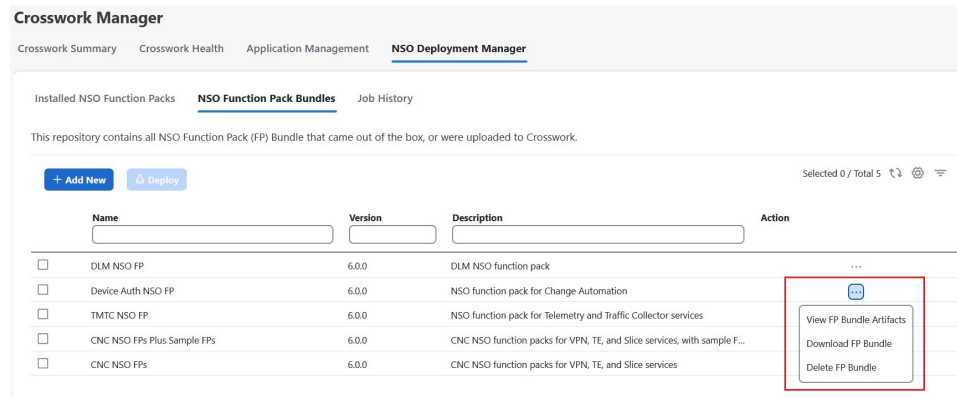 Crosswork Manager
Crosswork Summary Crosswork Health Application Management NSO Deployment Manager
Installed NSO Function Packs NSO Function Pack Bundles Job History
This repository contains all NSO Function Pack (FP) Bundle that came out of the box, or were uploaded to Crosswork.
+ Add New Deploy Selected 0 / Total 5
Name Version Description Action
DLM NSO FP 6.0.0 DLM NSO function pack ...
Device Auth NSO FP 6.0.0 NSO function pack for Change Automation ...
TMTC NSO FP 6.0.0 NSO function pack for Telemetry and Traffic Collector services
View FP Bundle Artifacts
CNC NSO FPs Plus Sample FPs 6.0.0 CNC NSO function packs for VPN, TE, and Slice services, with sample F...
Download FP Bundle
CNC NSO FPs 6.0.0 CNC NSO function packs for VPN, TE, and Slice services
Delete FP Bundle